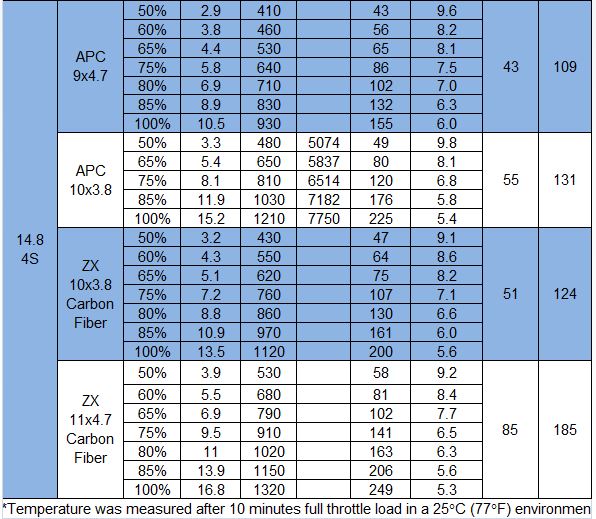 14.8
4S
APC
9x4.7
50% 2.9 410 43 9.6
60% 3.8 460 56 8.2
65% 4.4 530 65 8.1
75% 5.8 640 86 7.5
80% 6.9 710 102 7.0
85% 8.9 830 132 6.3
100% 10.5 930 155 6.0
43 109
APC
10x3.8
50% 3.3 480 5074 49 9.8
65% 5.4 650 5837 80 8.1
75% 8.1 810 6514 120 6.8
85% 11.9 1030 7182 176 5.8
100% 15.2 1210 7750 225 5.4
55 131
ZX
10x3.8
Carbon
Fiber
50% 3.2 430 47 9.1
60% 4.3 550 64 8.6
65% 5.1 620 75 8.2
75% 7.2 760 107 7.1
80% 8.8 860 130 6.6
85% 10.9 970 161 6.0
100% 13.5 1120 200 5.6
51 124
ZX
11x4.7
Carbon
Fiber
50% 3.9 530 58 9.2
60% 5.5 680 81 8.4
65% 6.9 790 102 7.7
75% 9.5 910 141 6.5
80% 11 1020 163 6.3
85% 13.9 1150 206 5.6
100% 16.8 1320 249 5.3
85 185
*Temperature was measured after 10 minutes full throttle load in a 25°C (77°F) environmen